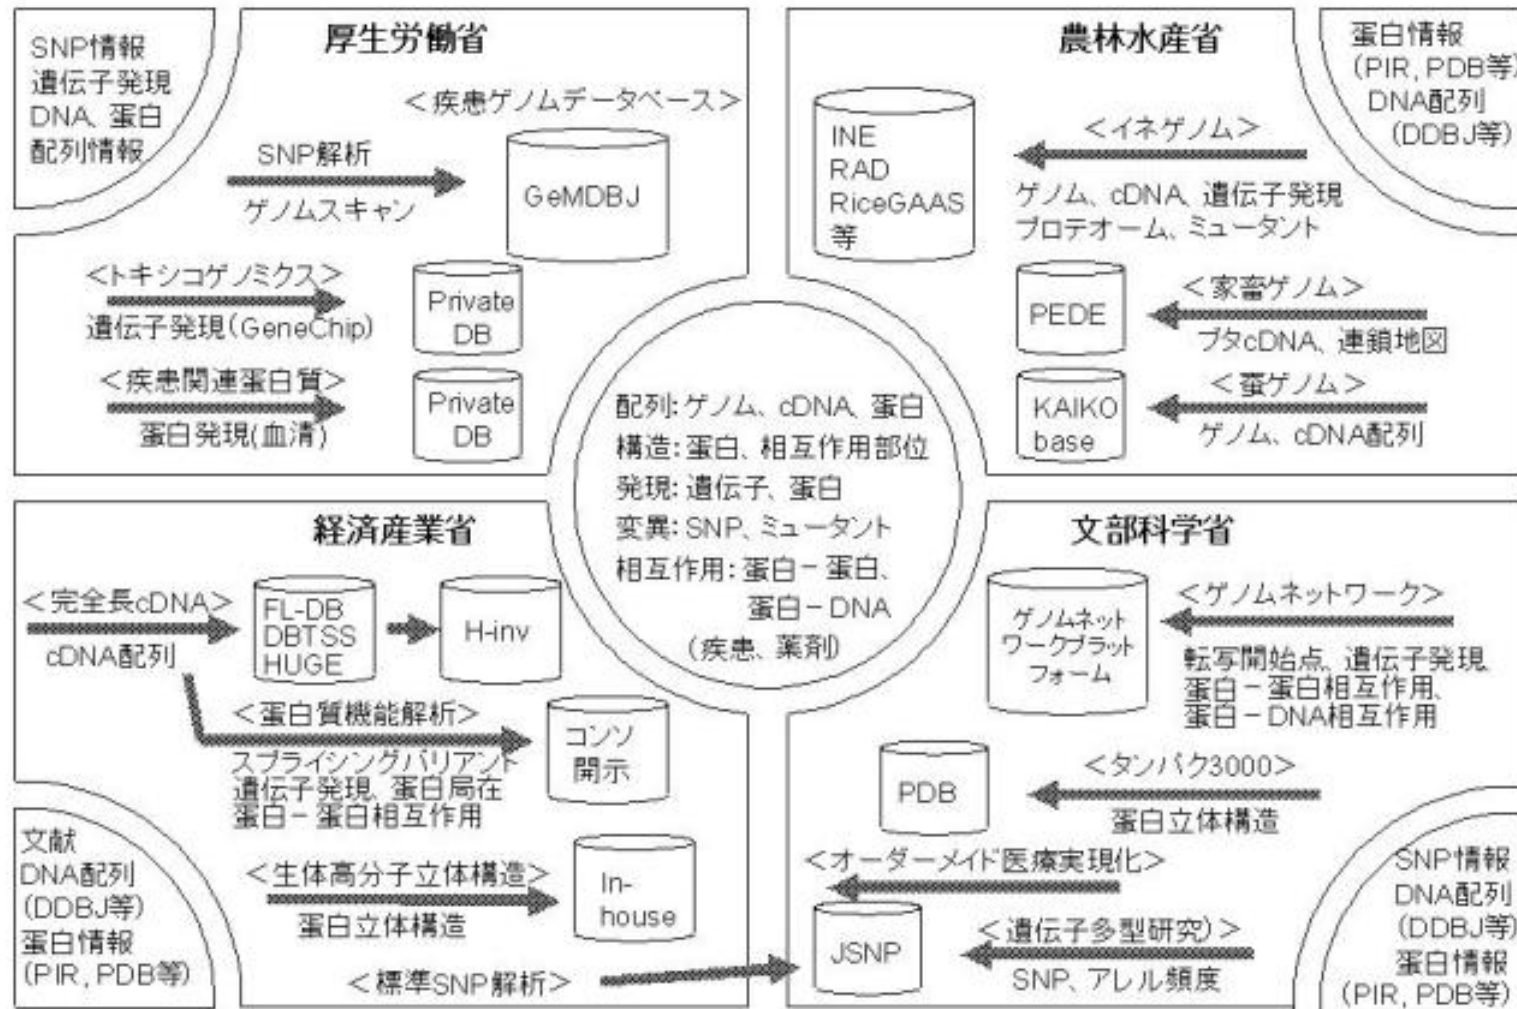 厚生労働省
SNP情報
遺伝子発現
DNA、蛋白
配列情報
<疾患ゲノムデータベース>
SNP解析
ゲノムスキャン
GeMDBJ
<トキシコゲノミクス>
遺伝子発現(GeneChip)
Private
DB
<疾患関連蛋白質>
蛋白発現(血清)
Private
DB
農林水産省
蛋白情報
(PIR, PDB等)
DNA配列
(DDBJ等)
INE
RAD
RiceGAAS
等
<イネゲノム>
ゲノム、cDNA、遺伝子発現
プロテオーム、ミュータント
PEDE
<家畜ゲノム>
ブタcDNA、連鎖地図
KAIKO
base
<蚕ゲノム>
ゲノム、cDNA配列
配列:ゲノム、cDNA、蛋白
構造:蛋白、相互作用部位
発現:遺伝子、蛋白
変異:SNP、ミュータント
相互作用:蛋白-蛋白、
蛋白-DNA
(疾患、薬剤)
経済産業省
<完全長cDNA>
cDNA配列
FL-DB
DBTSS
HUGE
H-inv
<蛋白質機能解析>
スプライシングバリアント
遺伝子発現、蛋白局在
蛋白-蛋白相互作用
コンソ
開示
<生体高分子立体構造>
蛋白立体構造
In-
house
<標準SNP解析>
文献
DNA配列
(DDBJ等)
蛋白情報
(PIR, PDB等)
文部科学省
ゲノムネット
ワークプラット
フォーム
<ゲノムネットワーク>
転写開始点、遺伝子発現、
蛋白-蛋白相互作用、
蛋白-DNA相互作用
PDB
<タンパク3000>
蛋白立体構造
<オーダーメイド医療実現化>
JSNP
<遺伝子多型研究)>
SNP、アレル頻度
SNP情報
DNA配列
(DDBJ等)
蛋白情報
(PIR, PDB等)